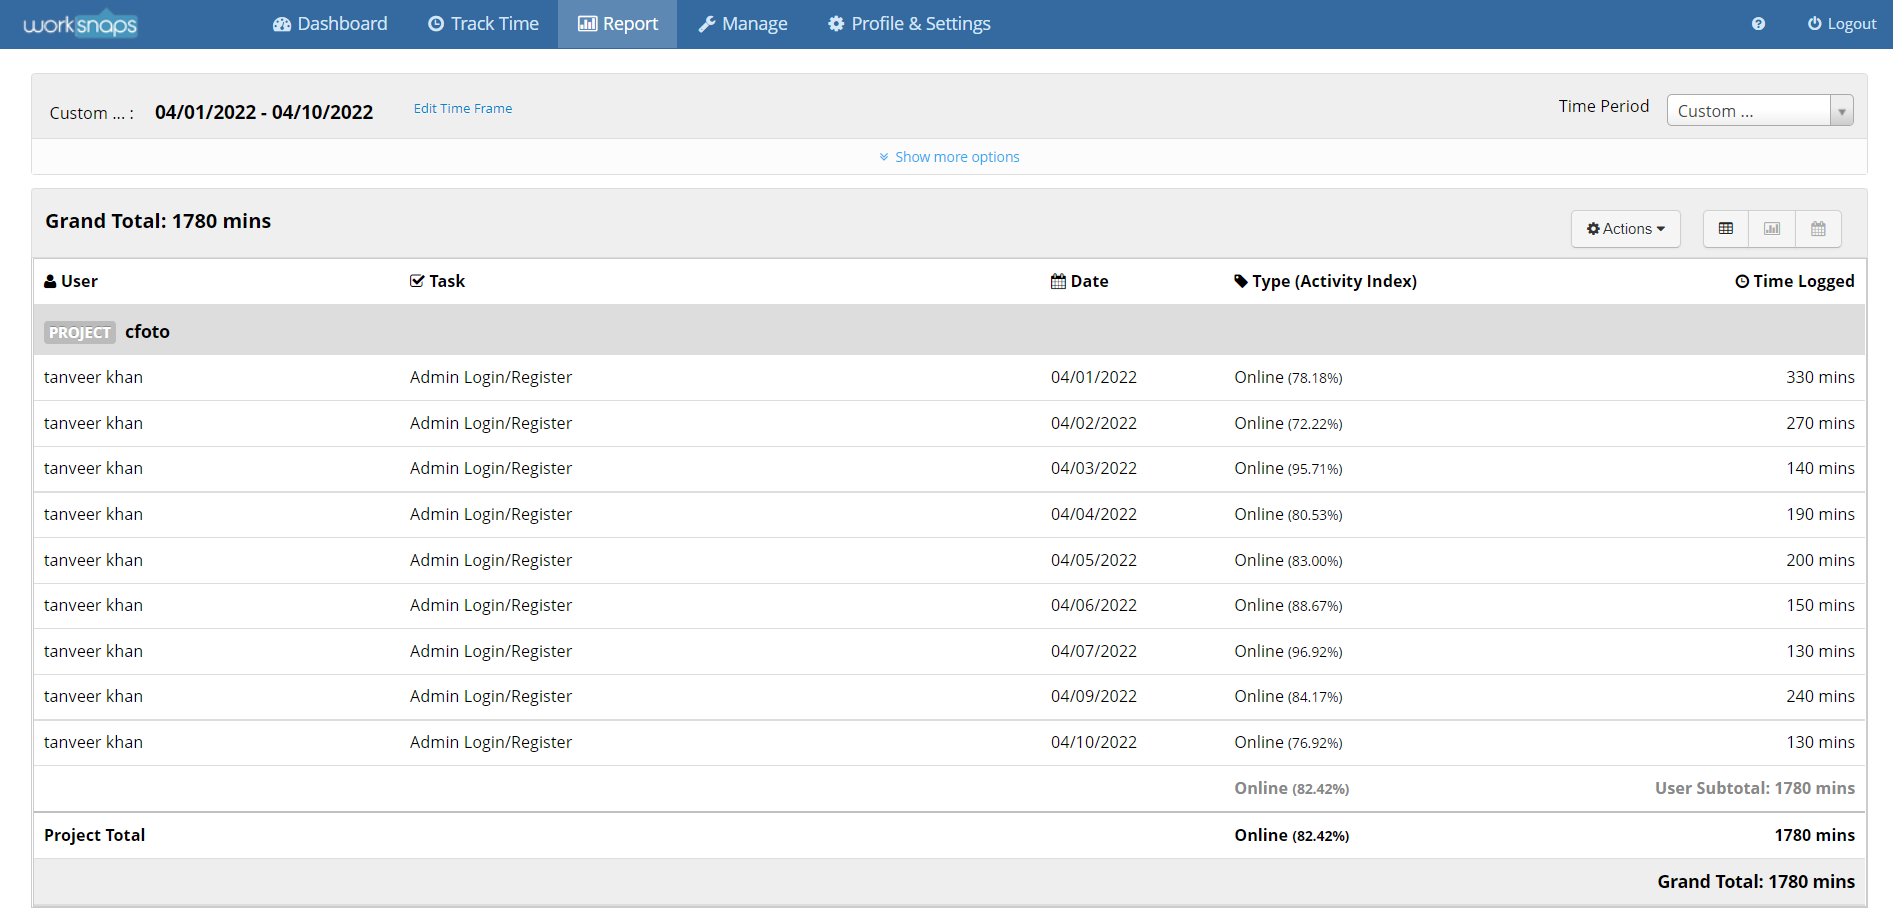 worksnaps Dashboard Track Time Report Manage Profile & Settings Logout
Custom ... : 04/01/2022 - 04/10/2022 Edit Time Frame Time Period Custom ...
Show more options
Grand Total: 1780 mins Actions
User Task Date Type (Activity Index) Time Logged
PROJECT cfoto
tanveer khan Admin Login/Register 04/01/2022 Online (78.18%) 330 mins
tanveer khan Admin Login/Register 04/02/2022 Online (72.22%) 270 mins
tanveer khan Admin Login/Register 04/03/2022 Online (95.71%) 140 mins
tanveer khan Admin Login/Register 04/04/2022 Online (80.53%) 190 mins
tanveer khan Admin Login/Register 04/05/2022 Online (83.00%) 200 mins
tanveer khan Admin Login/Register 04/06/2022 Online (88.67%) 150 mins
tanveer khan Admin Login/Register 04/07/2022 Online (96.92%) 130 mins
tanveer khan Admin Login/Register 04/09/2022 Online (84.17%) 240 mins
tanveer khan Admin Login/Register 04/10/2022 Online (76.92%) 130 mins
Online (82.42%) User Subtotal: 1780 mins
Project Total Online (82.42%) 1780 mins
Grand Total: 1780 mins